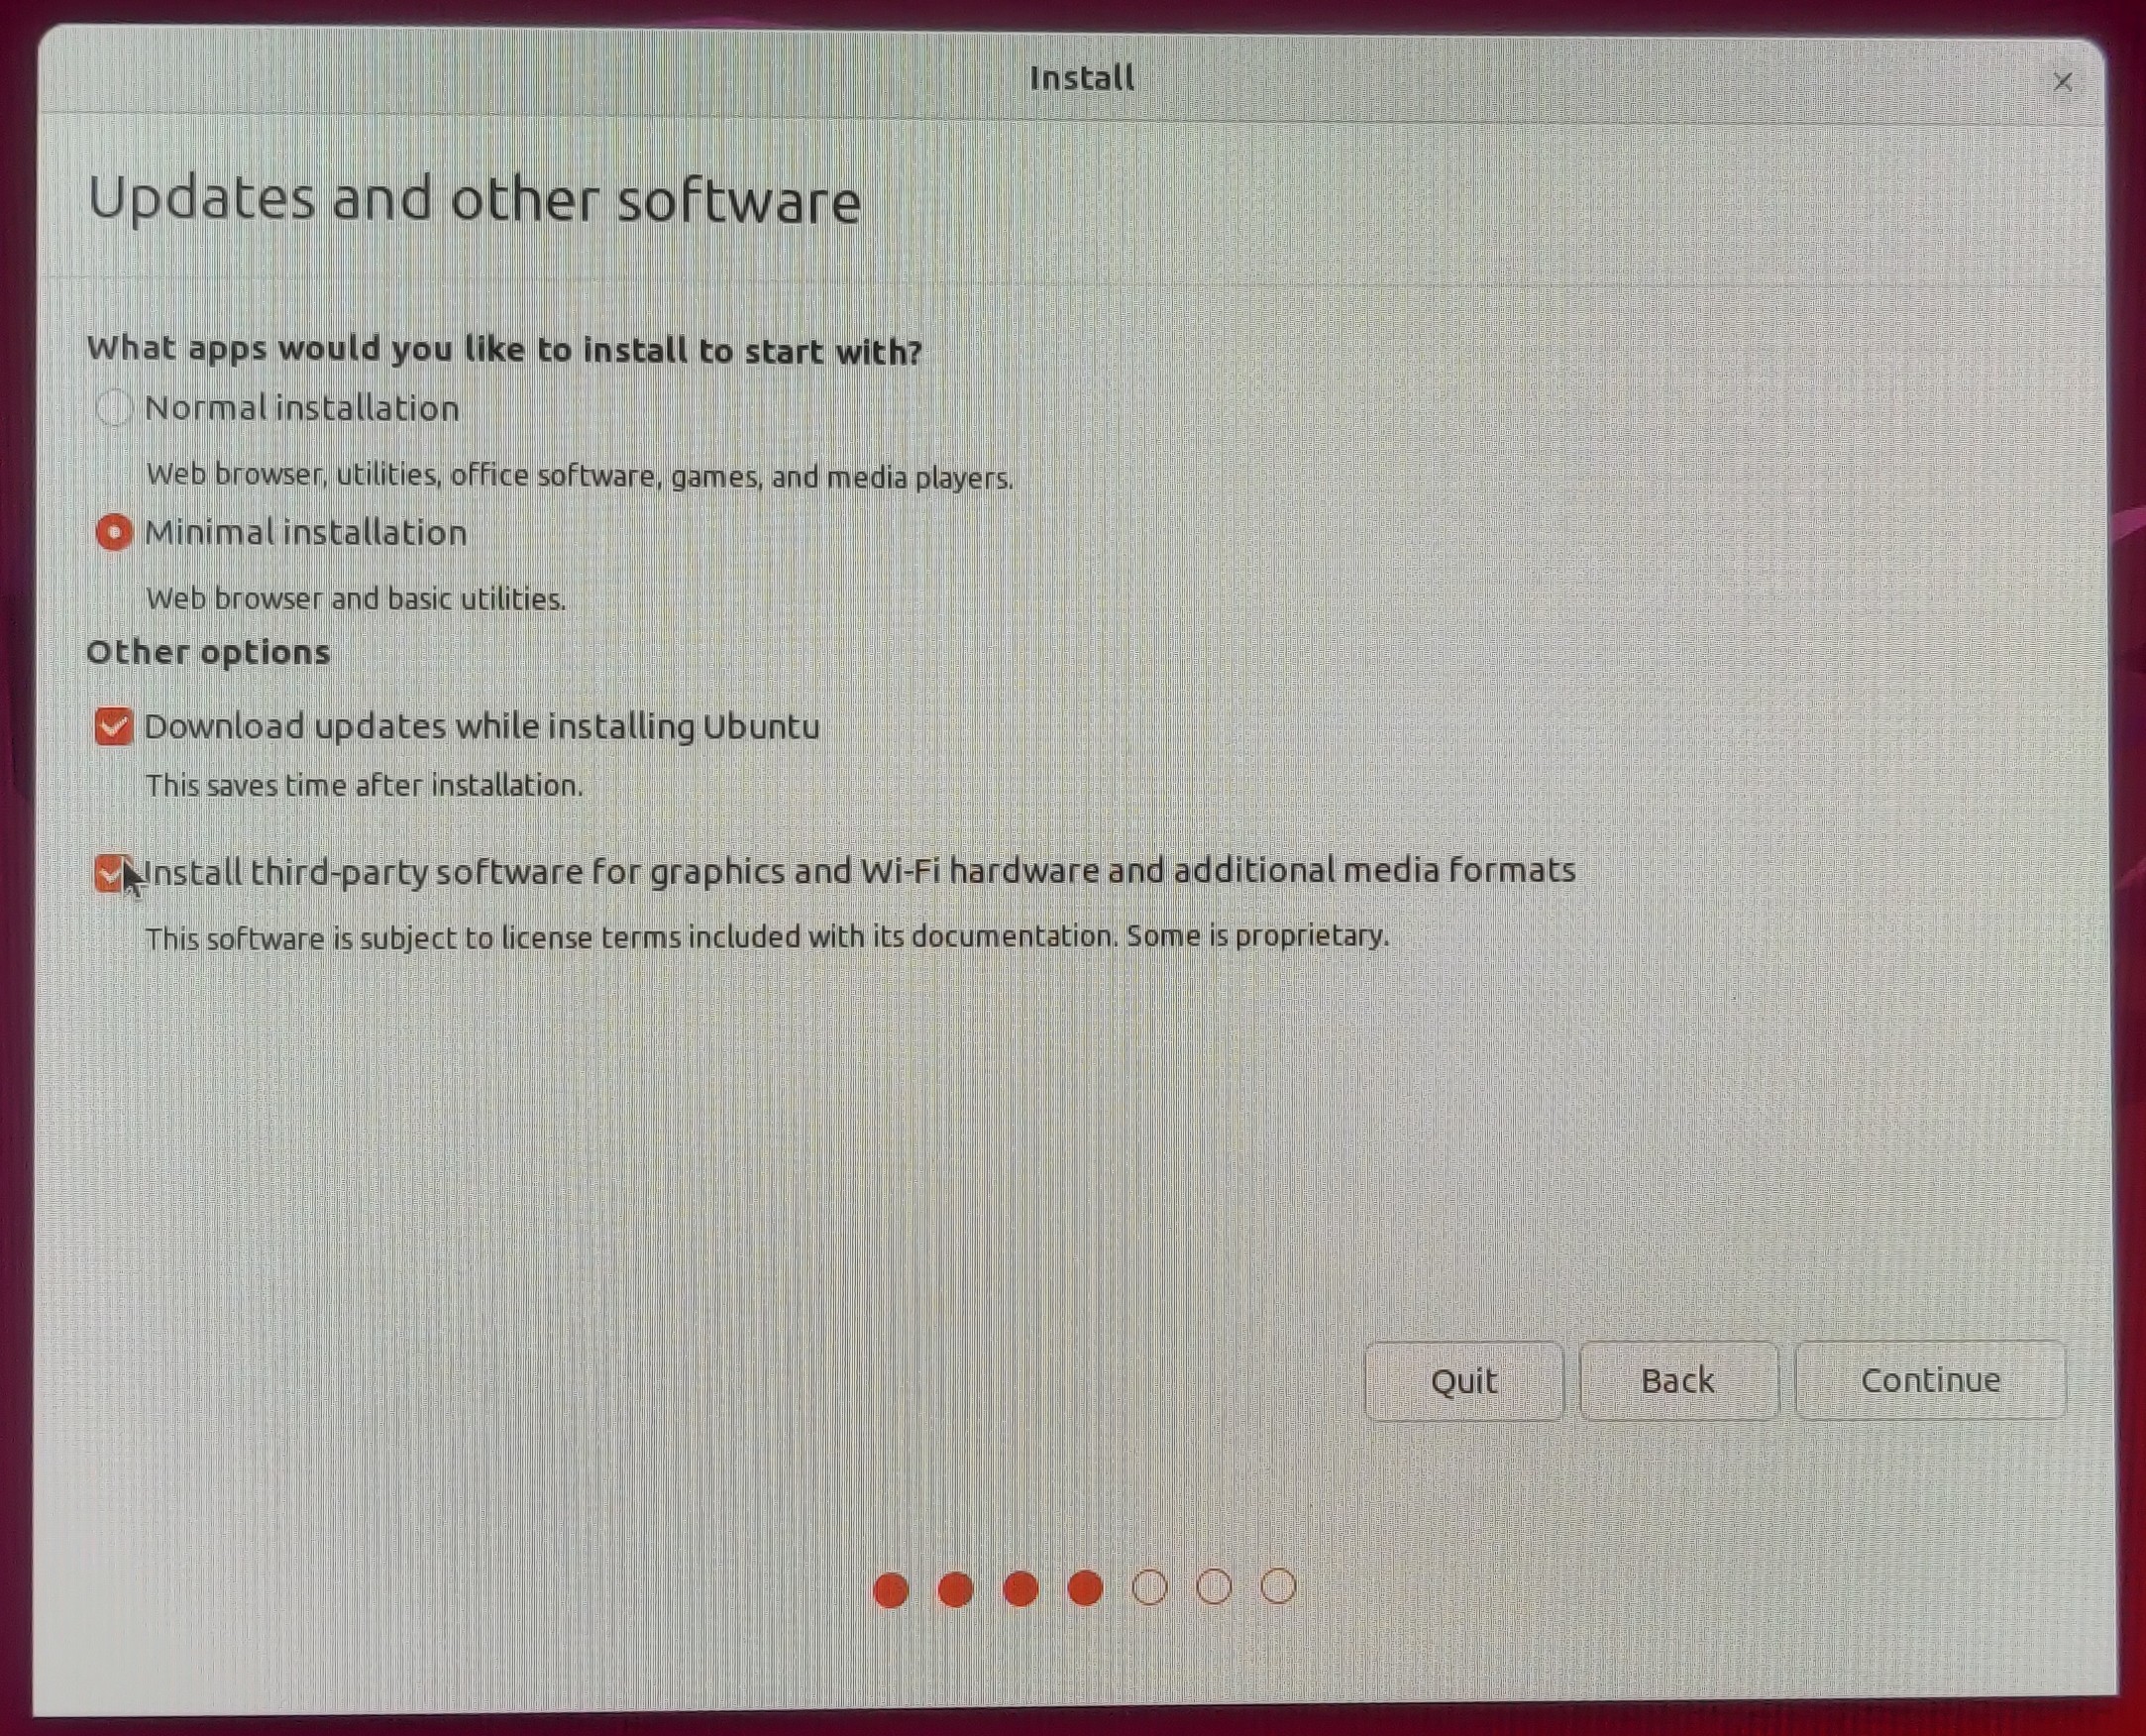 Install
Updates and other software
What apps would you like to install to start with?
Normal installation
Web browser, utilities, office software, games, and media players.
Minimal installation
Web browser and basic utilities.
Other options
Download updates while installing Ubuntu
This saves time after installation.
Install third-party software for graphics and Wi-Fi hardware and additional media formats
This software is subject to license terms included with its documentation. Some is proprietary.
Quit Back Continue